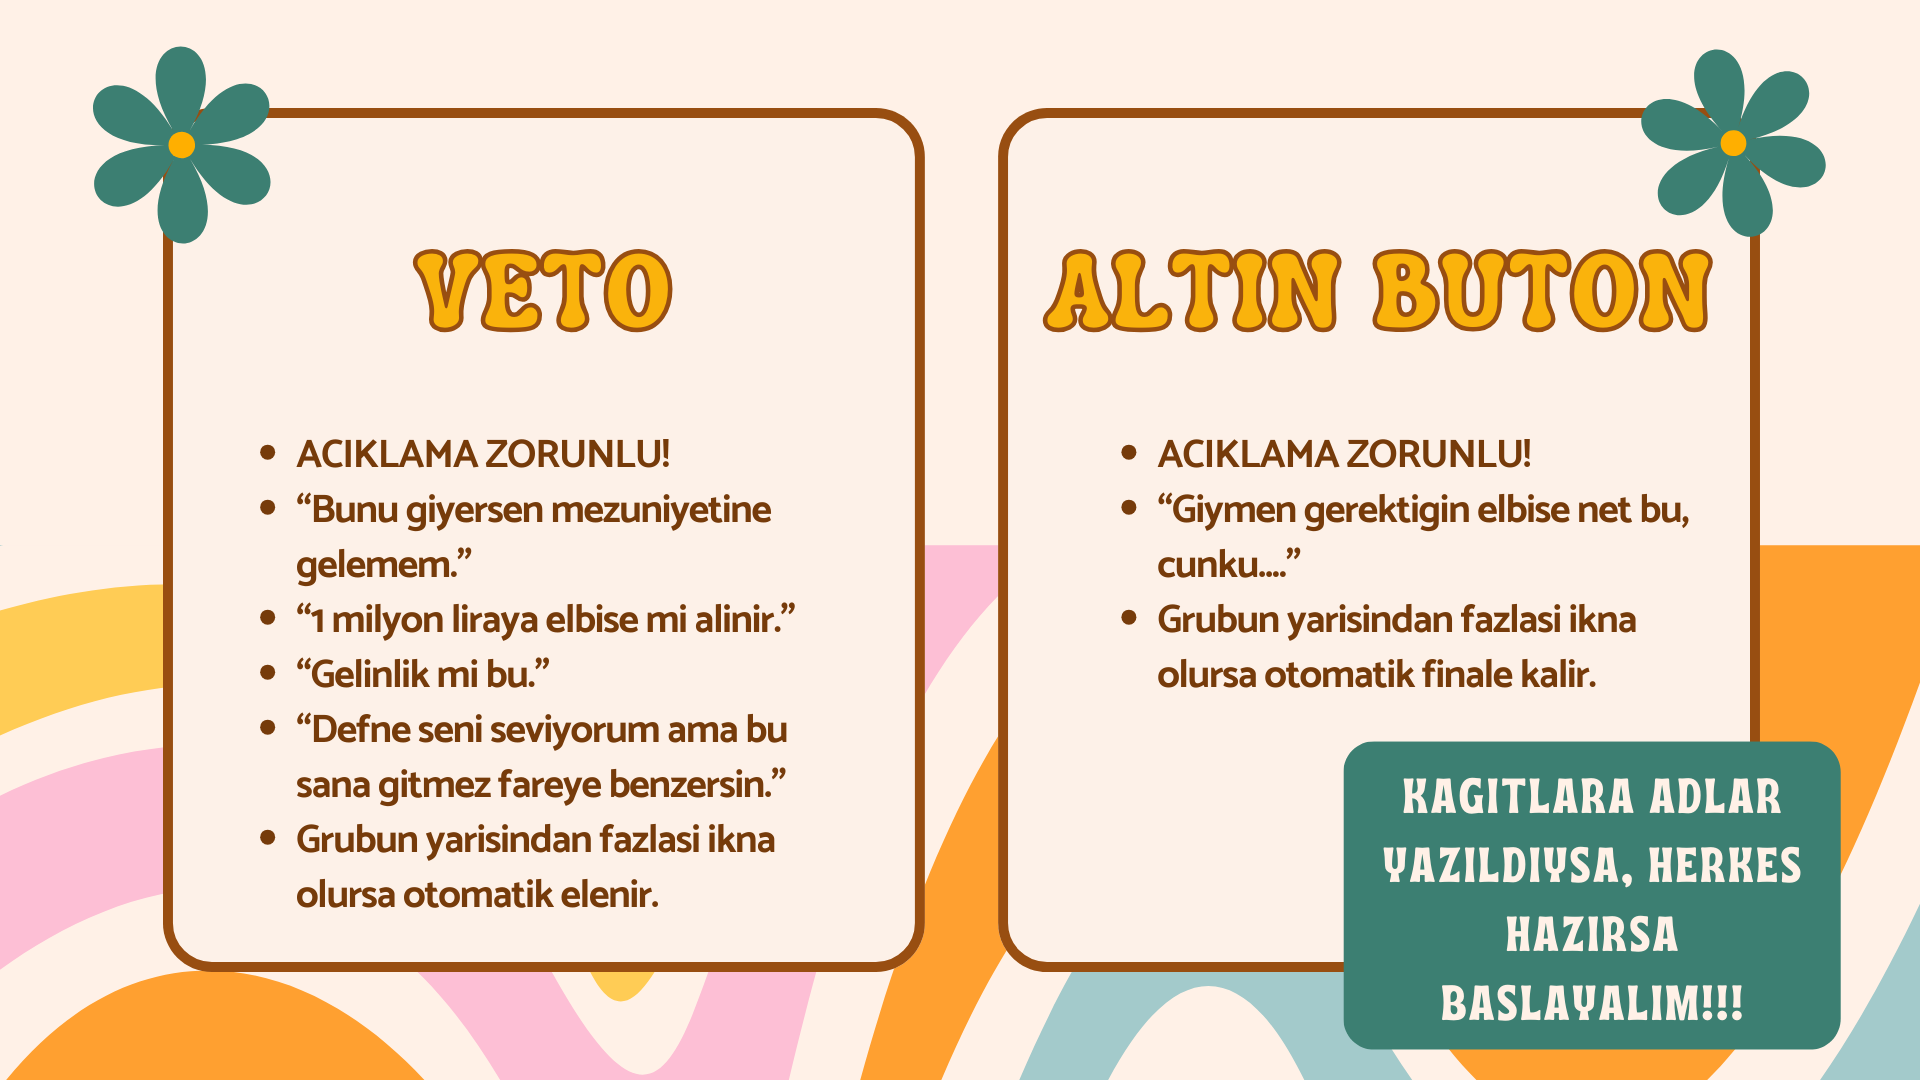 VETO
• ACIKLAMA ZORUNLU!
• “Bunu giyersen mezuniyetine
gelemem.”
• “1 milyon liraya elbise mi alinir.”
• “Gelinlik mi bu.”
• “Defne seni seviyorum ama bu
sana gitmez fareye benzersin.”
• Grubun yarisindan fazlasi ikna
olursa otomatik elenir.
ALTIN BUTON
• ACIKLAMA ZORUNLU!
• “Giymen gerektigin elbise net bu,
cunku....”
• Grubun yarisindan fazlasi ikna
olursa otomatik finale kalir.
KAGITLARA ADLAR
YAZILDIYSA, HERKES
HAZIRSA
BASLAYALIM!!!